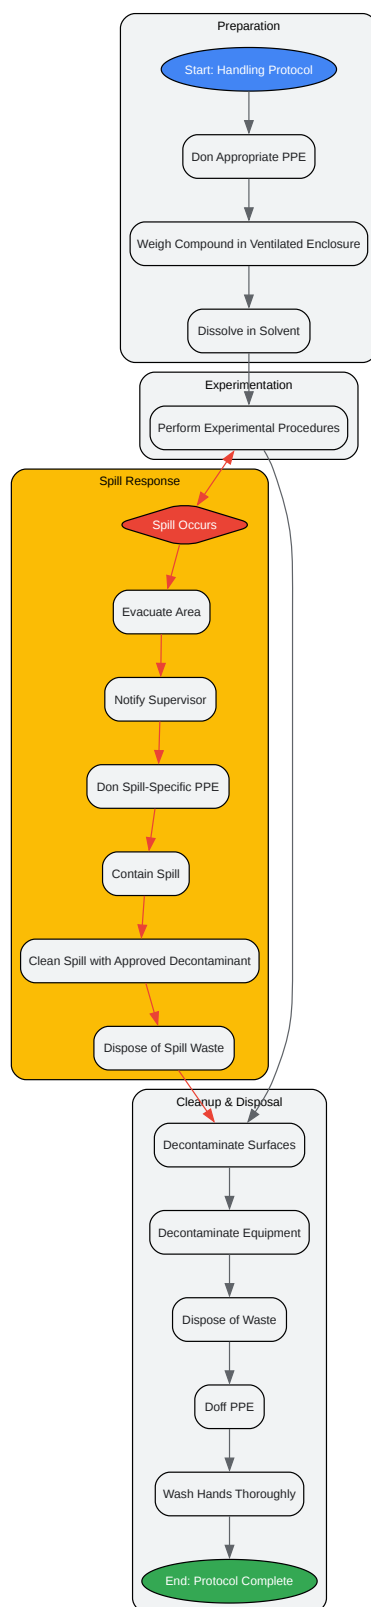 Preparation
Start: Handling Protocol
Don Appropriate PPE
Weigh Compound in Ventilated Enclosure
Dissolve in Solvent
Experimentation
Perform Experimental Procedures
Spill Response
Spill Occurs
Evacuate Area
Notify Supervisor
Don Spill-Specific PPE
Contain Spill
Clean Spill with Approved Decontaminant
Dispose of Spill Waste
Cleanup & Disposal
Decontaminate Surfaces
Decontaminate Equipment
Dispose of Waste
Doff PPE
Wash Hands Thoroughly
End: Protocol Complete